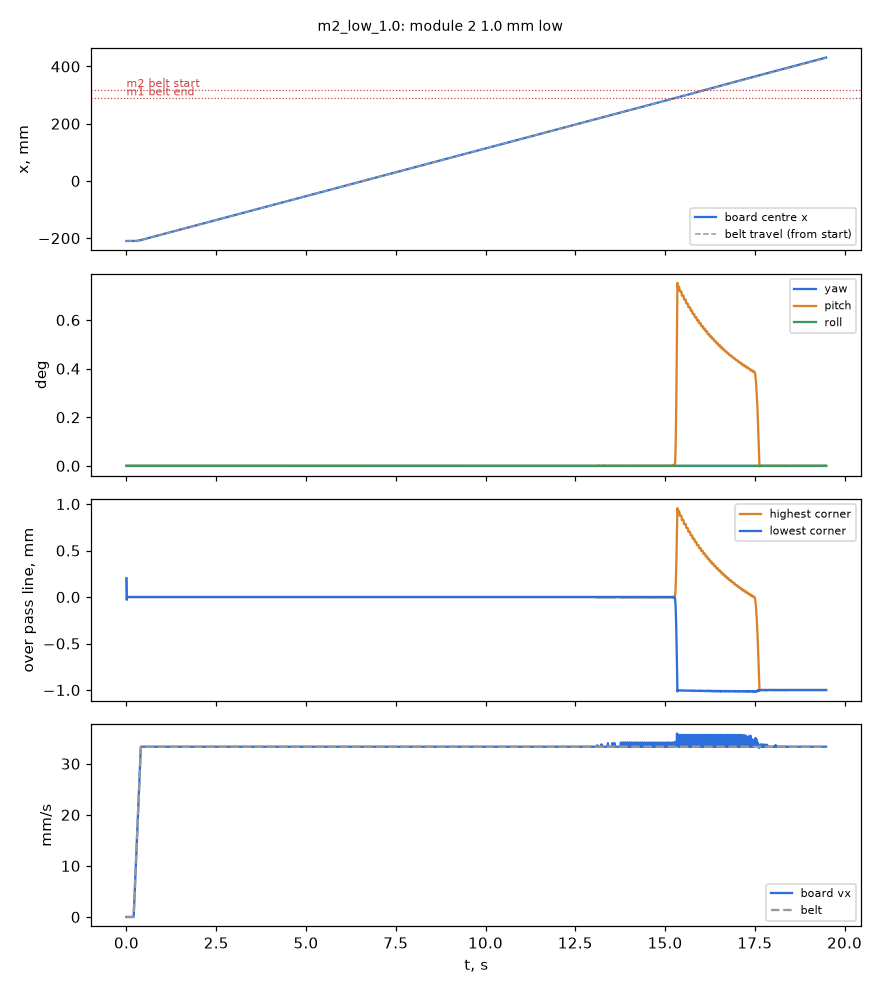 m2_low_1.0: module 2 1.0 mm low
400
200
0
−200
x, mm
m2 belt start
m1 belt end
board centre x
belt travel (from start)
0.6
0.4
0.2
0.0
deg
yaw
pitch
roll
1.0
0.5
0.0
−0.5
−1.0
over pass line, mm
highest corner
lowest corner
30
20
10
0
mm/s
board vx
belt
0.0 2.5 5.0 7.5 10.0 12.5 15.0 17.5 20.0
t, s